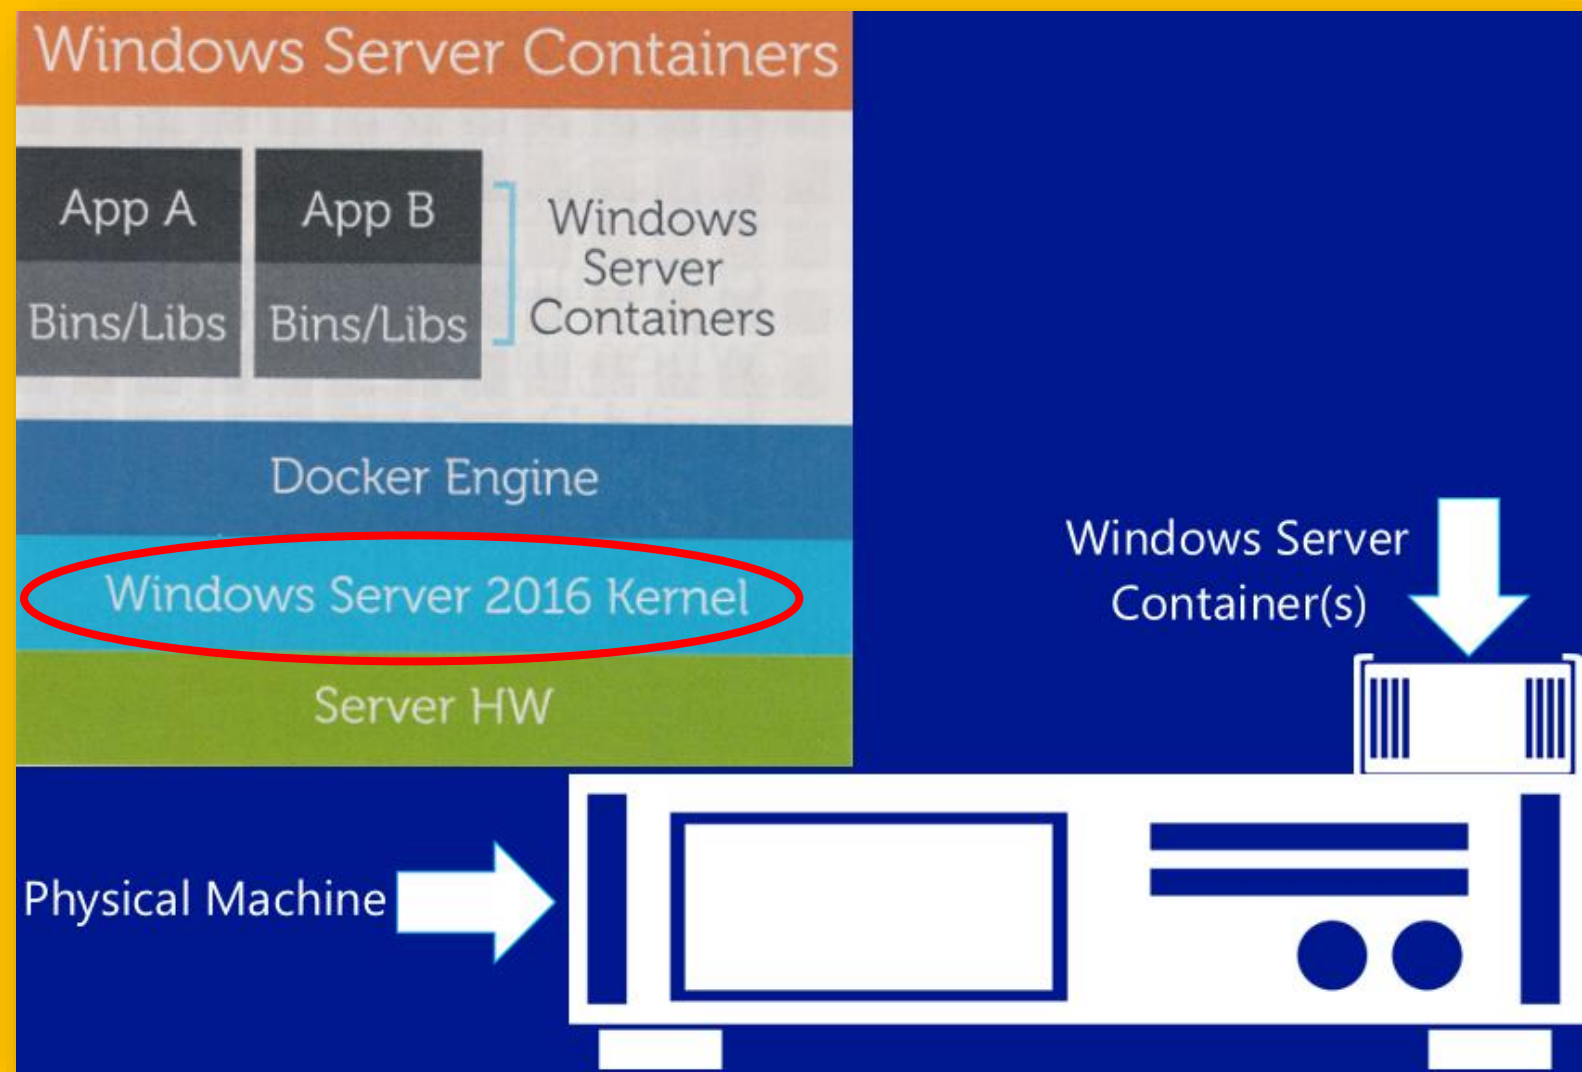 Windows Server Containers
App A
App B
Bins/Libs
Bins/Libs
Windows
Server
Containers
Docker Engine
Windows Server 2016 Kernel
Server HW
Windows Server
Container(s)
Physical Machine